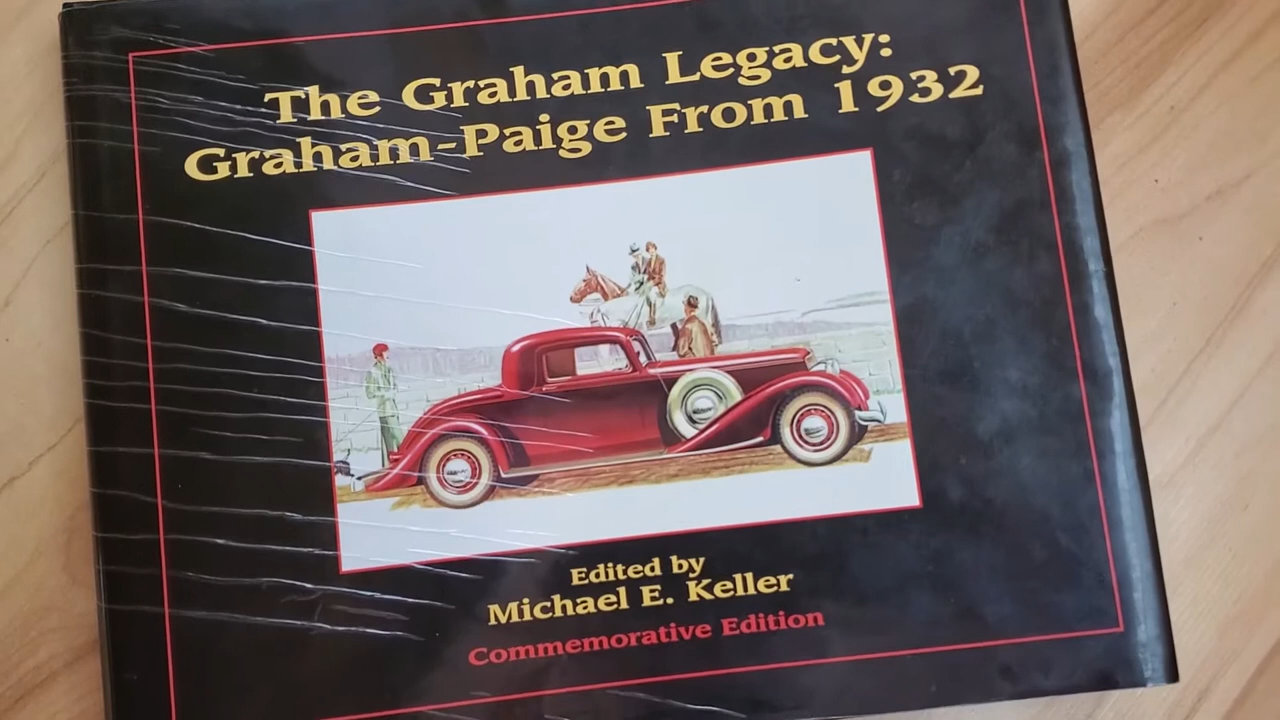 The Graham Legacy:
Graham-Paige From 1932
Edited by
Michael E. Keller
Commemorative Edition